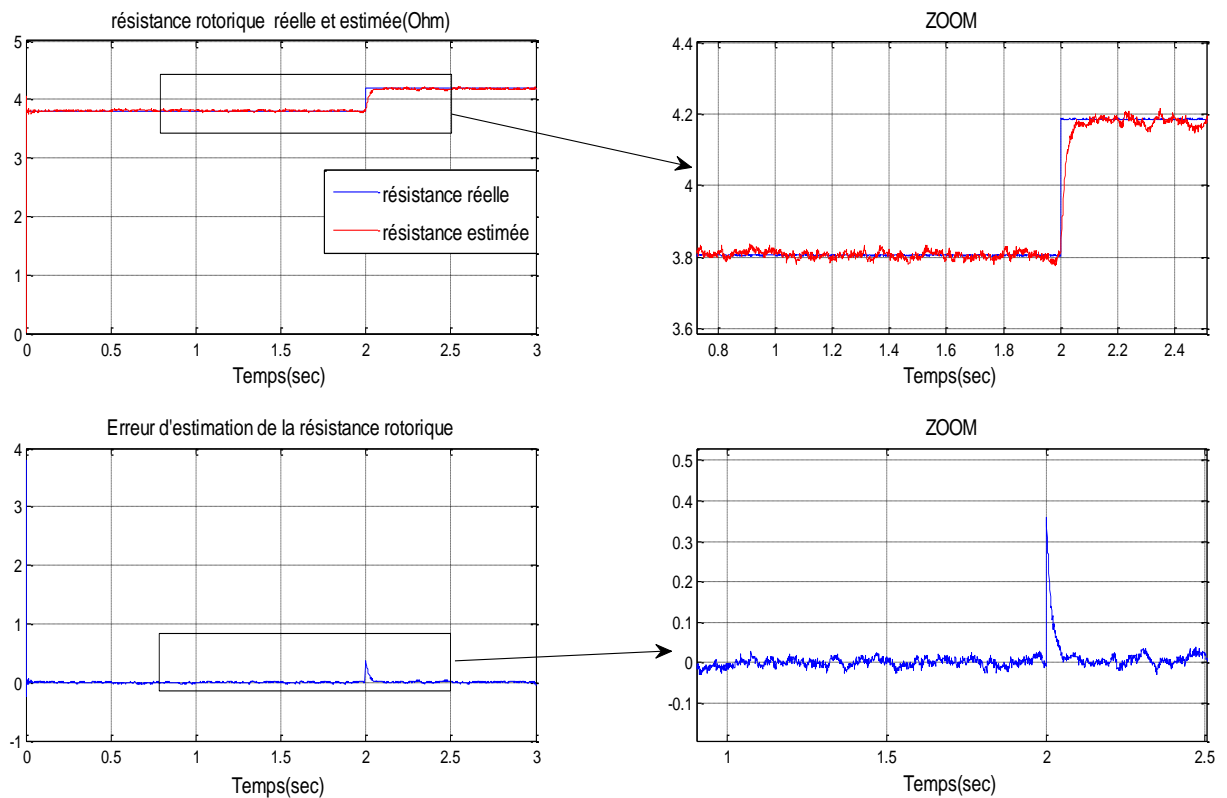 résistance rotorique réelle et estimée(Ohm)
5
4
3
2
1
0
0 0.5 1 1.5 2 2.5 3
Temps(sec)
résistance réelle
résistance estimée
ZOOM
4.4
4.2
4
3.8
3.6
0.8 1 1.2 1.4 1.6 1.8 2 2.2 2.4
Temps(sec)
Erreur d'estimation de la résistance rotorique
4
3
2
1
0
-1
0 0.5 1 1.5 2 2.5 3
Temps(sec)
ZOOM
0.5
0.4
0.3
0.2
0.1
0
-0.1
1 1.5 2 2.5
Temps(sec)